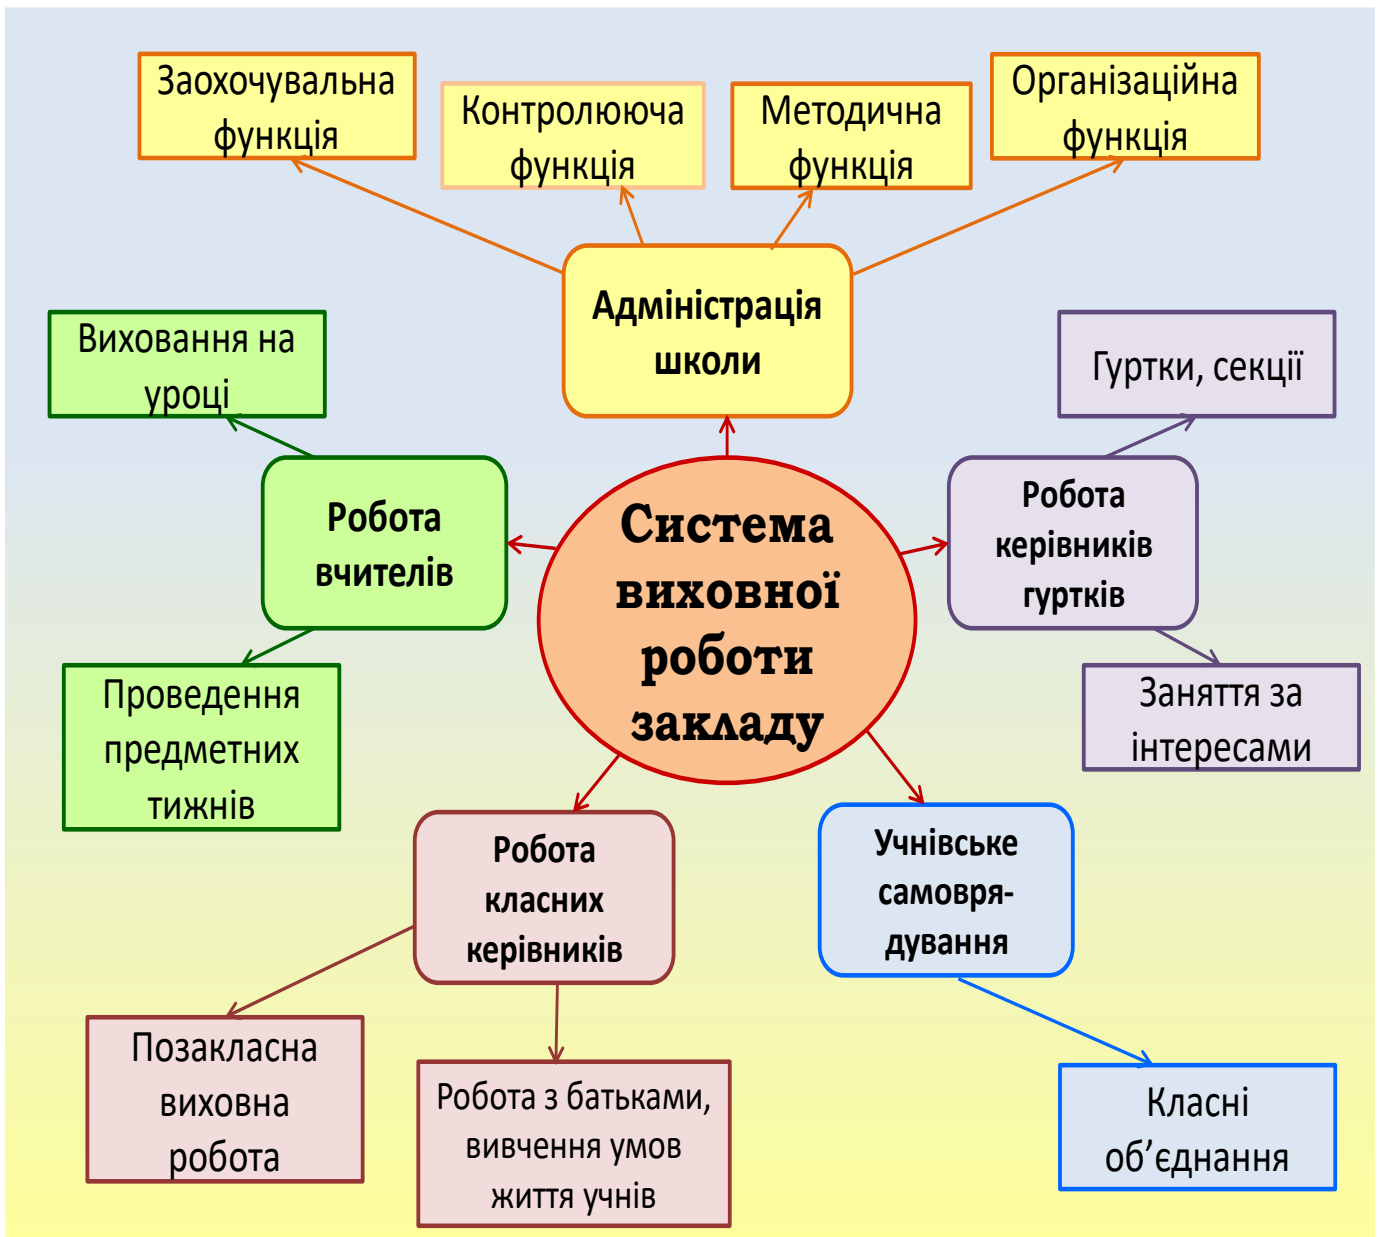 Заохочувальна
функція
Контролююча
функція
Методична
функція
Організаційна
функція
Адміністрація
школи
Виховання на
уроці
Гуртки, секції
Робота
вчителів
Система
виховної
роботи
закладу
Робота
керівників
гуртків
Проведення
предметних
тижнів
Заняття за
інтересами
Робота
класних
керівників
Учнівське
самовря-
дування
Позакласна
виховна
робота
Робота з батьками,
вивчення умов
життя учнів
Класні
об’єднання